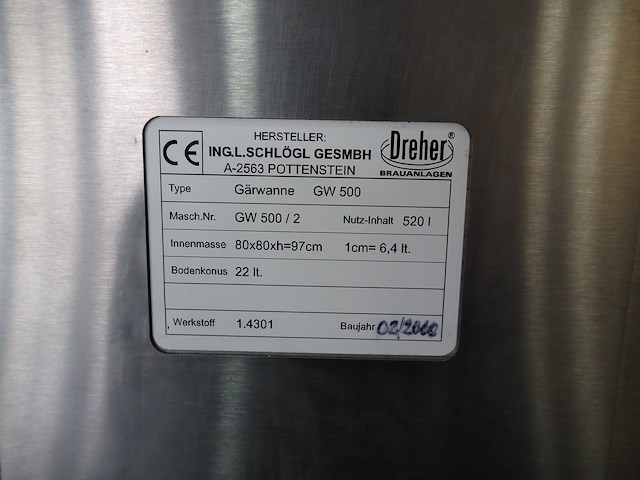 CE
HERSTELLER:
ING.L.SCHLÖGL GESMBH
A-2563 POTTENSTEIN
Dreher®
BRAUANLAGEN
Type Gärwanne GW 500
Masch.Nr. GW 500 / 2 Nutz-Inhalt 520 l
Innenmasse 80x80xh=97cm 1cm= 6,4 lt.
Bodenkonus 22 lt.
Werkstoff 1.4301 Baujahr 02/2000